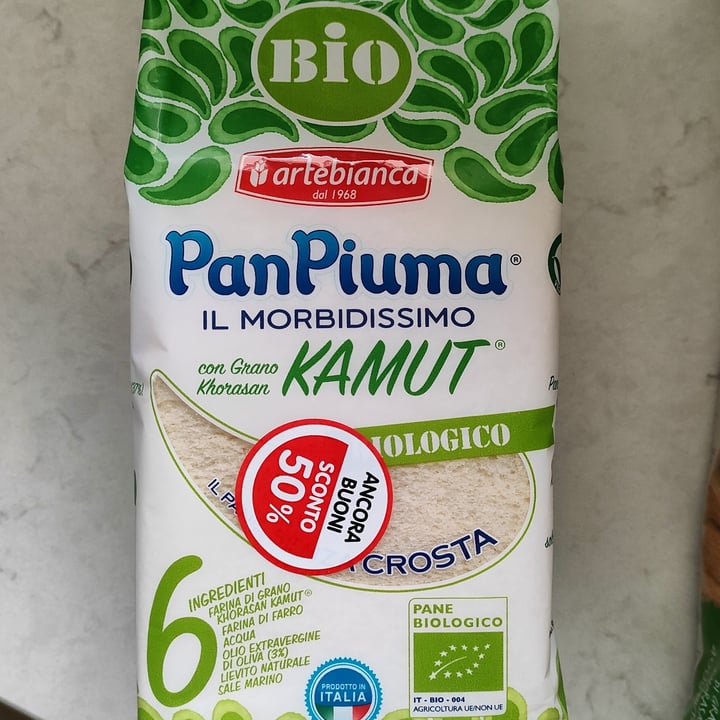 BIO
artebianca
dal 1968
PanPiuma®
IL MORBIDISSIMO
con Grano
Khorasan
KAMUT®
IOLOGICO
ANCORA
BUONI
SCONTO
50%
IL
CROSTA
6
INGREDIENTI
FARINA DI GRANO
KHORASAN KAMUT®
FARINA DI FARRO
ACQUA
OLIO EXTRAVERGINE
DI OLIVA (3%)
LIEVITO NATURALE
SALE MARINO
PRODOTTO IN
ITALIA
PANE
BIOLOGICO
IT - BIO - 004
AGRICOLTURA UE/NON UE